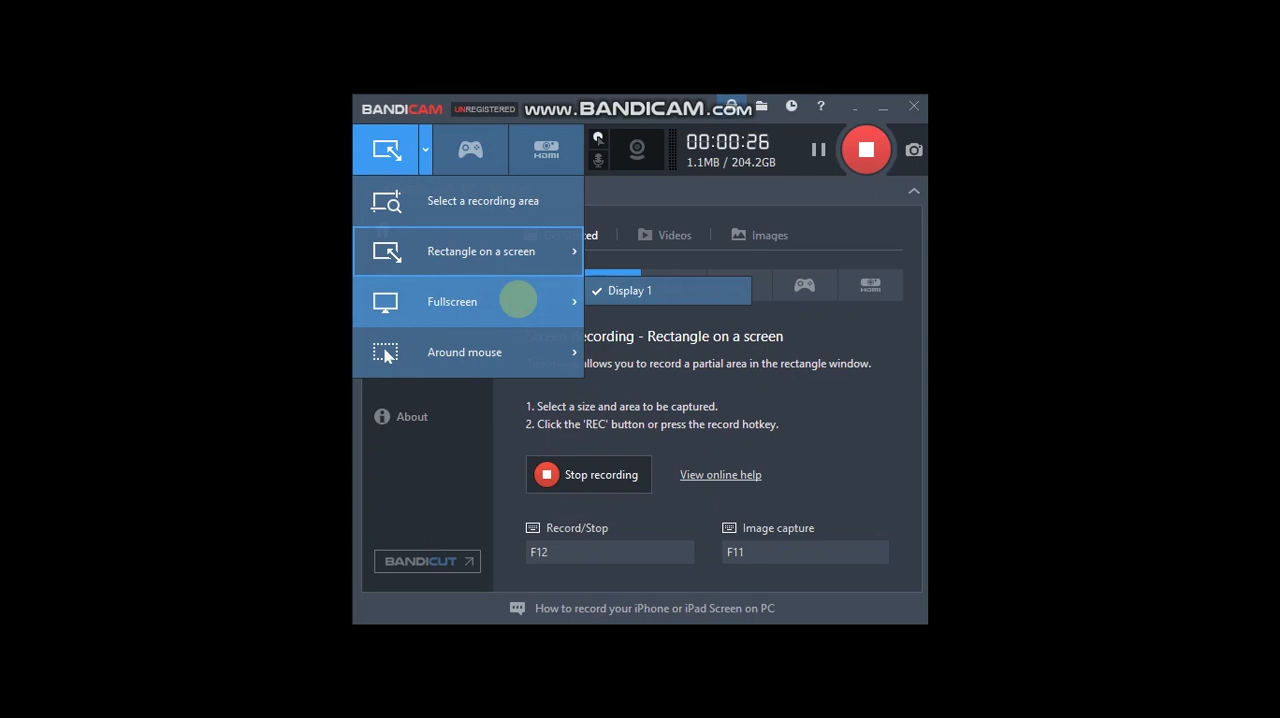 BANDICAM UNREGISTERED www.BANDICAM.com ?
HDMI
00:00:26
1.1MB / 204.2GB
Select a recording area
Rectangle on a screen
Fullscreen
Around mouse
Display 1
Videos
Images
HDMI
recording - Rectangle on a screen
allows you to record a partial area in the rectangle window.
1. Select a size and area to be captured.
2. Click the 'REC' button or press the record hotkey.
About
Stop recording
View online help
Record/Stop
Image capture
F12
F11
BANDICUT
How to record your iPhone or iPad Screen on PC